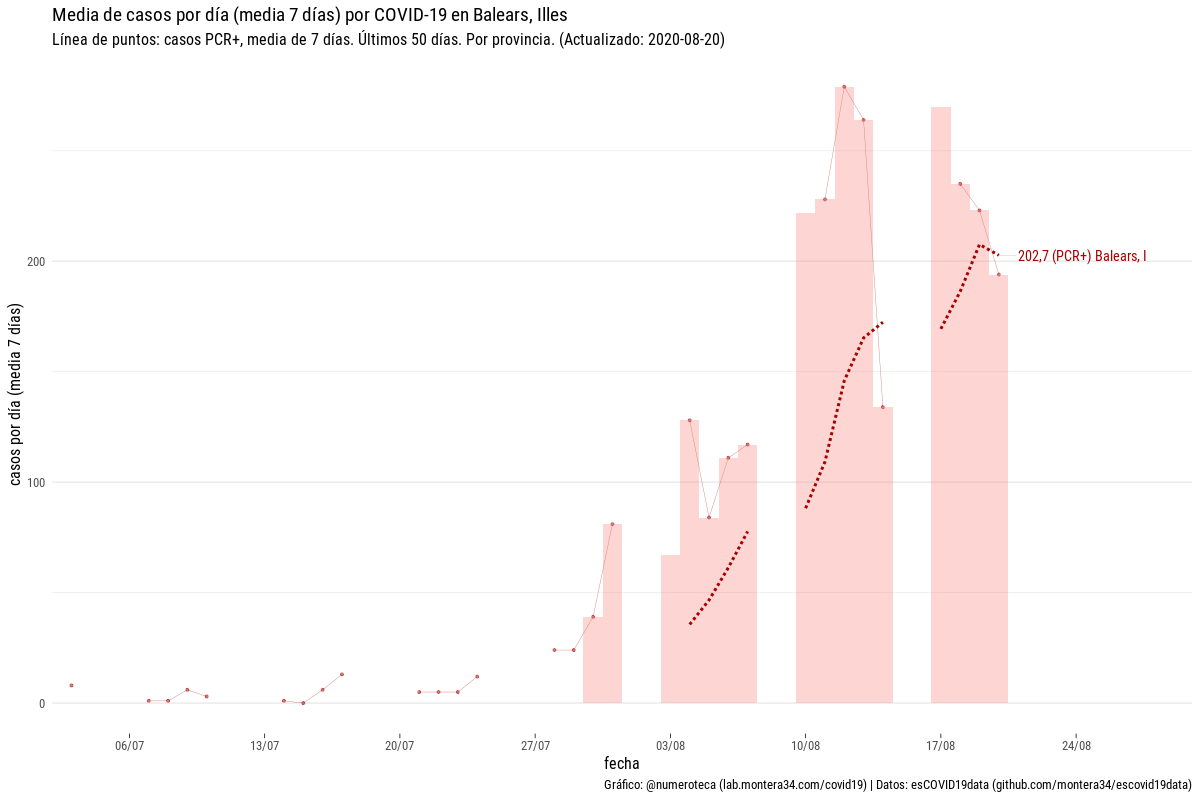 Media de casos por día (media 7 días) por COVID-19 en Balears, Illes
Línea de puntos: casos PCR+, media de 7 días. Últimos 50 días. Por provincia. (Actualizado: 2020-08-20)
casos por día (media 7 días)
200
100
0
202,7 (PCR+) Balears, I
06/07
13/07
20/07
27/07
03/08
10/08
17/08
24/08
fecha
Gráfico: @numeroteca (lab.montera34.com/covid19) | Datos: esCOVID19data (github.com/montera34/escovid19data)